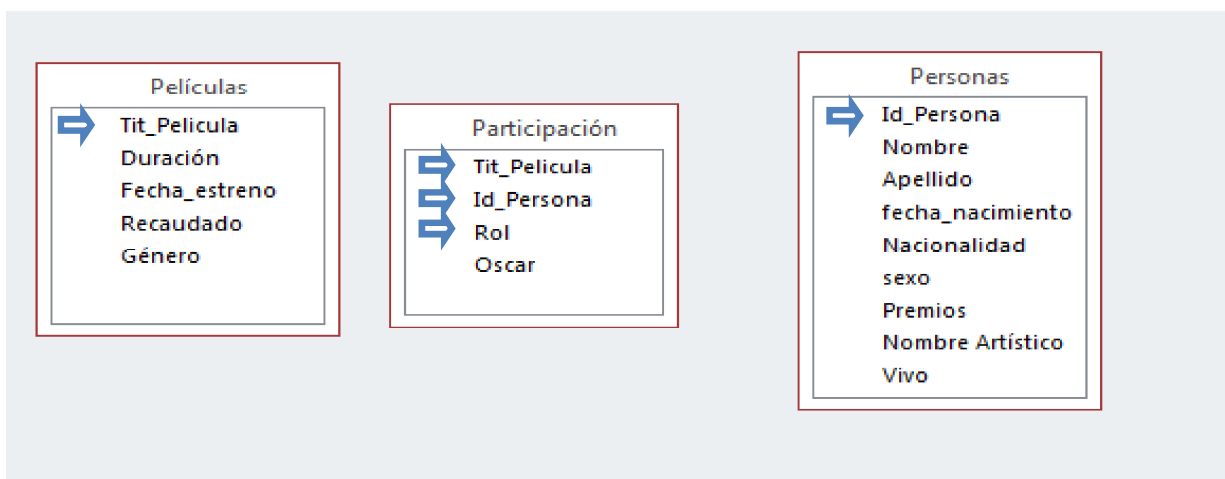 Películas
Tit_Pelicula
Duración
Fecha_estreno
Recaudado
Género
Participación
Tit_Pelicula
Id_Persona
Rol
Oscar
Personas
Id_Persona
Nombre
Apellido
fecha_nacimiento
Nacionalidad
sexo
Premios
Nombre Artístico
Vivo